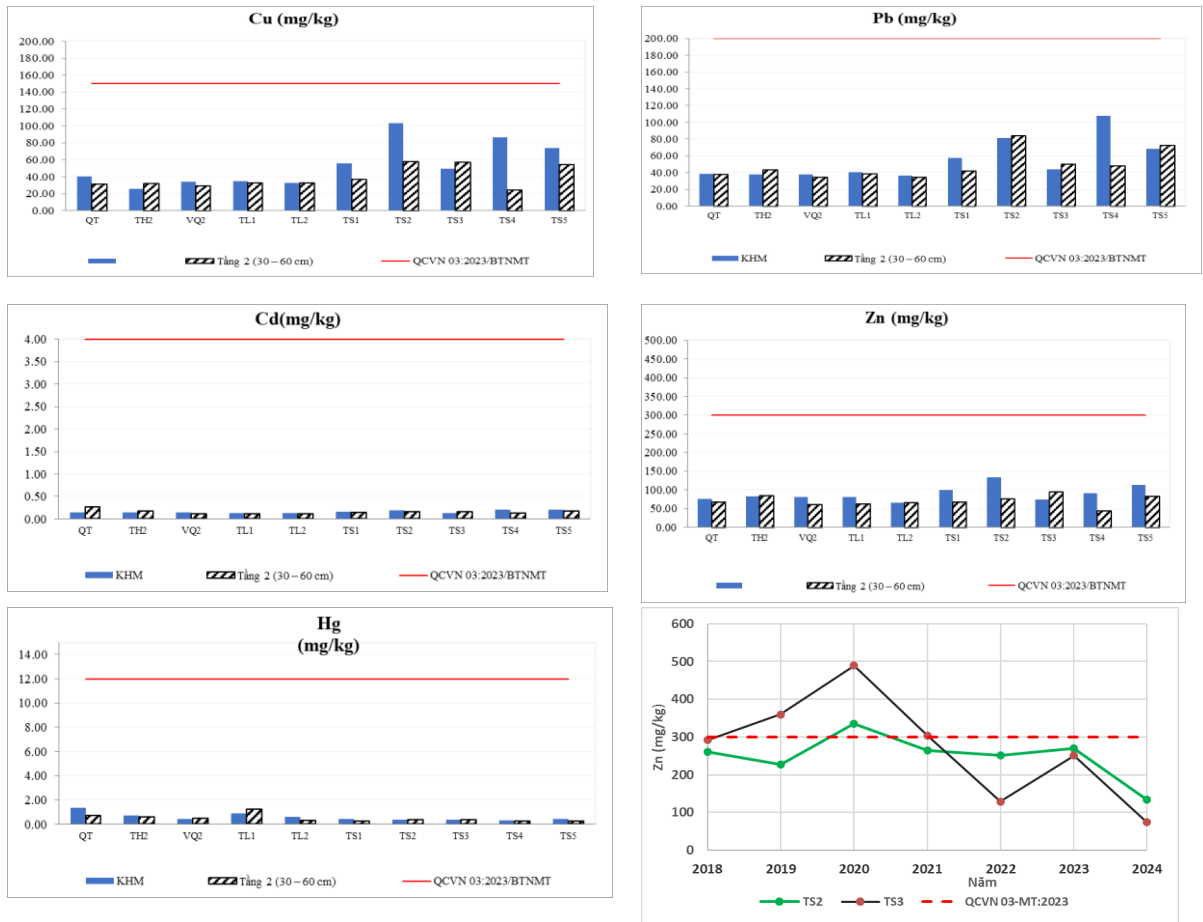 Cu (mg/kg)
200.00
180.00
160.00
140.00
120.00
100.00
80.00
60.00
40.00
20.00
0.00
QT TH2 VQ2 TL1 TL2 TS1 TS2 TS3 TS4 TS5
Tầng 2 (30 – 60 cm) QCVN 03:2023/BTNMT
Pb (mg/kg)
200.00
180.00
160.00
140.00
120.00
100.00
80.00
60.00
40.00
20.00
0.00
QT TH2 VQ2 TL1 TL2 TS1 TS2 TS3 TS4 TS5
KHM Tầng 2 (30 – 60 cm) QCVN 03:2023/BTNMT
Cd(mg/kg)
4.00
3.50
3.00
2.50
2.00
1.50
1.00
0.50
0.00
QT TH2 VQ2 TL1 TL2 TS1 TS2 TS3 TS4 TS5
KHM Tầng 2 (30 – 60 cm) QCVN 03:2023/BTNMT
Zn (mg/kg)
500.00
450.00
400.00
350.00
300.00
250.00
200.00
150.00
100.00
50.00
0.00
QT TH2 VQ2 TL1 TL2 TS1 TS2 TS3 TS4 TS5
Tầng 2 (30 – 60 cm) QCVN 03:2023/BTNMT
Hg
(mg/kg)
14.00
12.00
10.00
8.00
6.00
4.00
2.00
0.00
QT TH2 VQ2 TL1 TL2 TS1 TS2 TS3 TS4 TS5
KHM Tầng 2 (30 – 60 cm) QCVN 03:2023/BTNMT
Zn (mg/kg)
600
500
400
300
200
100
0
2018 2019 2020 2021 2022 2023 2024
Năm
TS2 TS3 QCVN 03-MT:2023